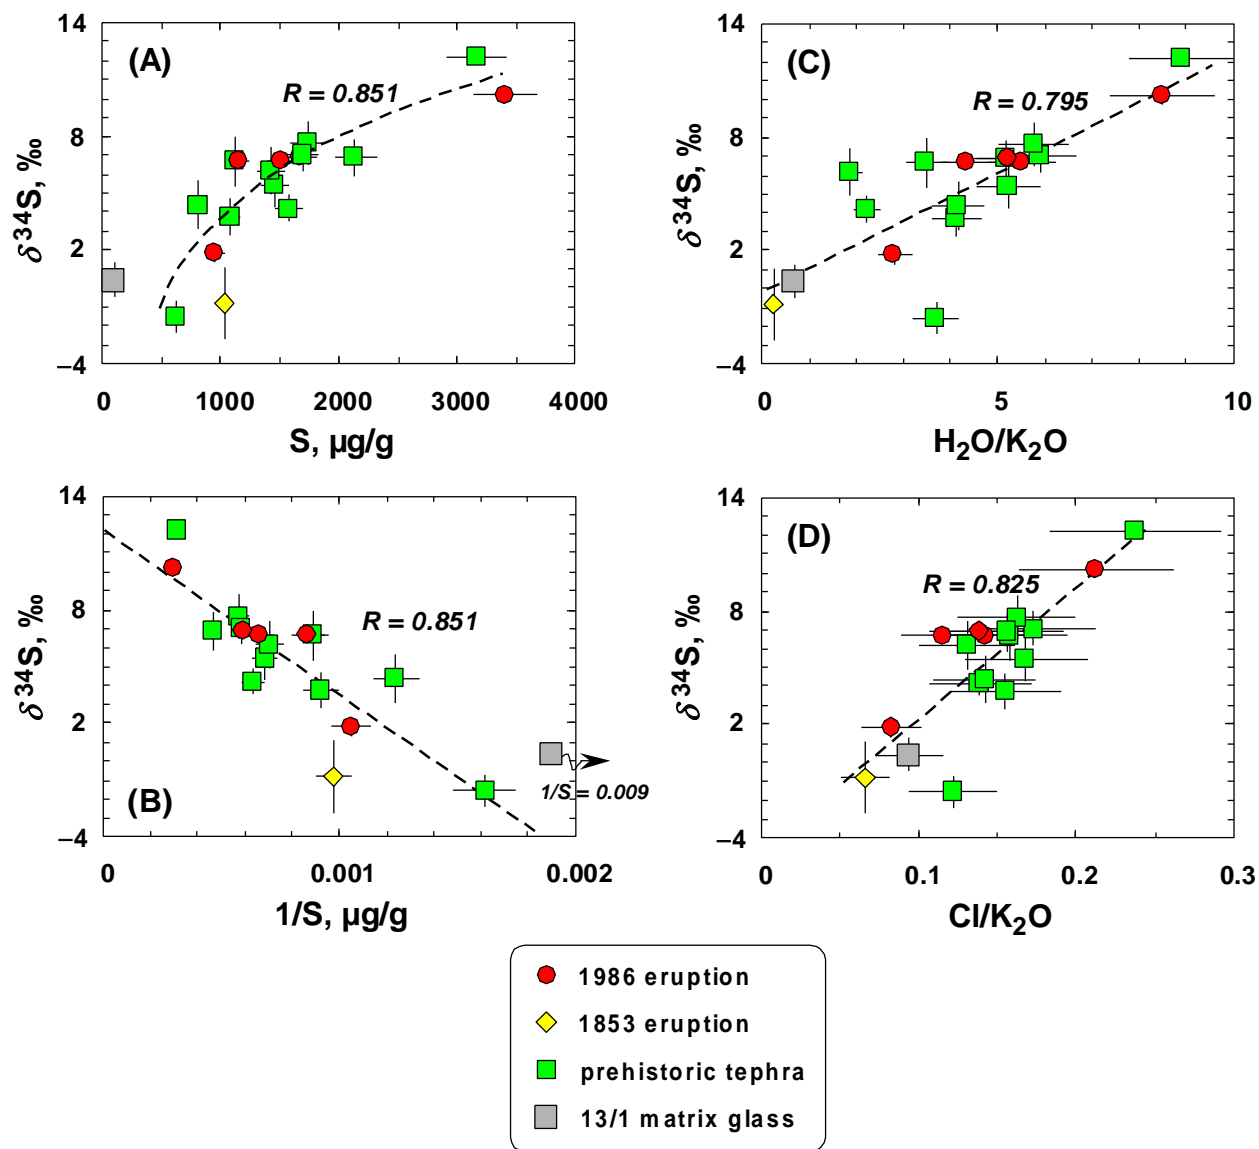 14
(A)
R = 0.851
8
2
−4
δ34S, ‰
0 1000 2000 3000 4000
S, µg/g
14
(C)
R = 0.795
8
2
−4
δ34S, ‰
0 5 10
H2O/K2O
14
R = 0.851
8
2
1/S = 0.009
(B)
−4
δ34S, ‰
0 0.001 0.002
1/S, µg/g
14
(D)
R = 0.825
8
2
−4
δ34S, ‰
0 0.1 0.2 0.3
Cl/K2O
1986 eruption
1853 eruption
prehistoric tephra
13/1 matrix glass